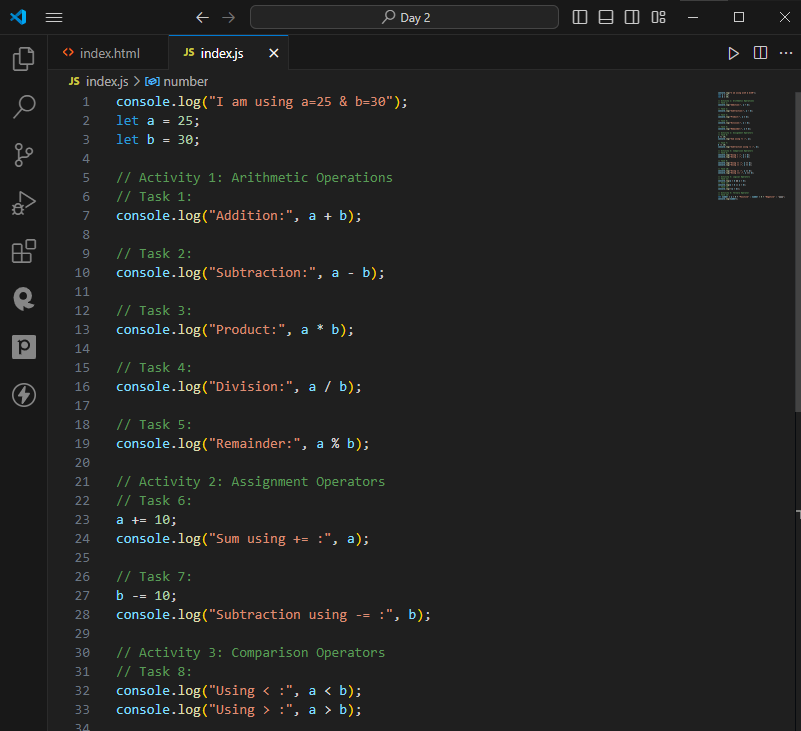 Day 2
index.html
JS index.js
JS index.js > number
1 console.log("I am using a=25 & b=30");
2 let a = 25;
3 let b = 30;
4
5 // Activity 1: Arithmetic Operations
6 // Task 1:
7 console.log("Addition:", a + b);
8
9 // Task 2:
10 console.log("Subtraction:", a - b);
11
12 // Task 3:
13 console.log("Product:", a * b);
14
15 // Task 4:
16 console.log("Division:", a / b);
17
18 // Task 5:
19 console.log("Remainder:", a % b);
20
21 // Activity 2: Assignment Operators
22 // Task 6:
23 a += 10;
24 console.log("Sum using += :", a);
25
26 // Task 7:
27 b -= 10;
28 console.log("Subtraction using -= :", b);
29
30 // Activity 3: Comparison Operators
31 // Task 8:
32 console.log("Using < :", a < b);
33 console.log("Using > :", a > b);
34